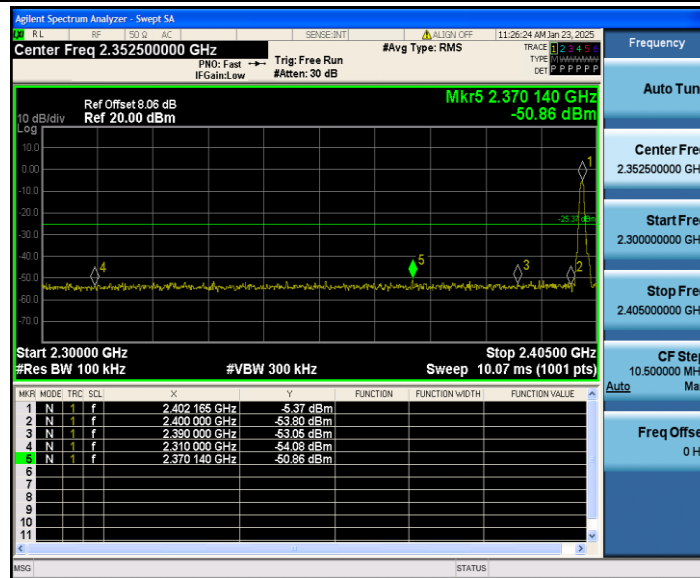 Agilent Spectrum Analyzer - Swept SA
RL RF 50 Ω AC SENSE:INT ALIGN OFF 11:26:24 AM Jan 23, 2025
Center Freq 2.352500000 GHz #Avg Type: RMS TRACE 1 2 3 4 5 6
PNO: Fast Trig: Free Run TYPE M
IFGain:Low #Atten: 30 dB DET P P P P P P
Ref Offset 8.06 dB Mkr5 2.370 140 GHz
10 dB/div Ref 20.00 dBm -50.86 dBm
Log
10.0
0.00
-10.0
-20.0
-30.0
-40.0
-50.0
-60.0
-70.0
-25.37 dBm
1
2
3
4
5
Start 2.30000 GHz Stop 2.40500 GHz
#Res BW 100 kHz #VBW 300 kHz Sweep 10.07 ms (1001 pts)
MKR MODE TRC SCL X Y FUNCTION FUNCTION WIDTH FUNCTION VALUE
1 N 1 f 2.402 165 GHz -5.37 dBm
2 N 1 f 2.400 000 GHz -53.80 dBm
3 N 1 f 2.390 000 GHz -53.05 dBm
4 N 1 f 2.310 000 GHz -54.08 dBm
5 N 1 f 2.370 140 GHz -50.86 dBm
6
7
8
9
10
11
MSG STATUS
Frequency
Auto Tun
Center Fre
2.352500000 GH
Start Fre
2.300000000 GH
Stop Fre
2.405000000 GH
CF Step
10.500000 MH
Auto Ma
Freq Offse
0 H